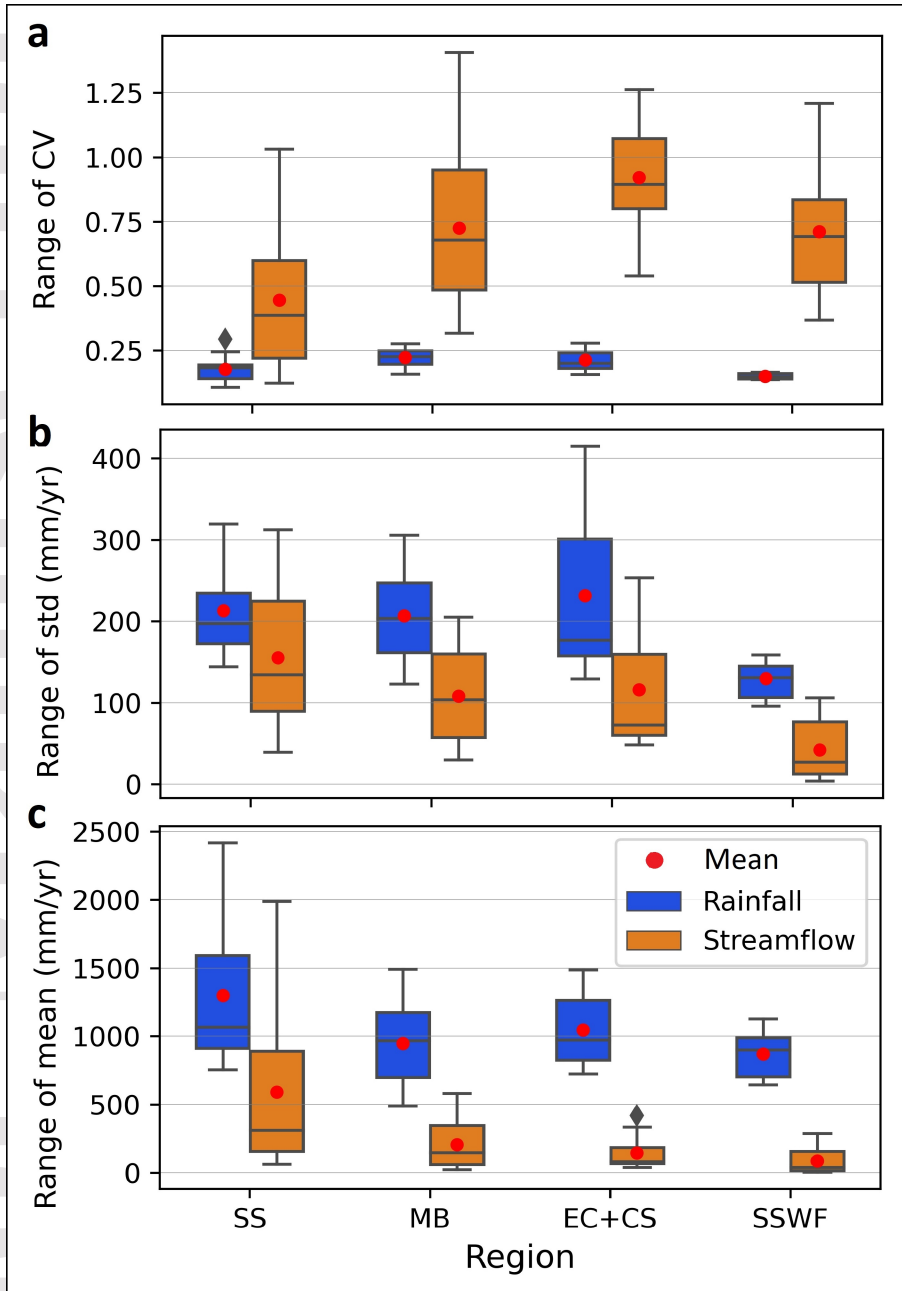 a
Range of CV
1.25
1.00
0.75
0.50
0.25
b
Range of std (mm/yr)
400
300
200
100
0
c
Range of mean (mm/yr)
2500
2000
1500
1000
500
0
Mean
Rainfall
Streamflow
SS MB EC+CS SSWF
Region